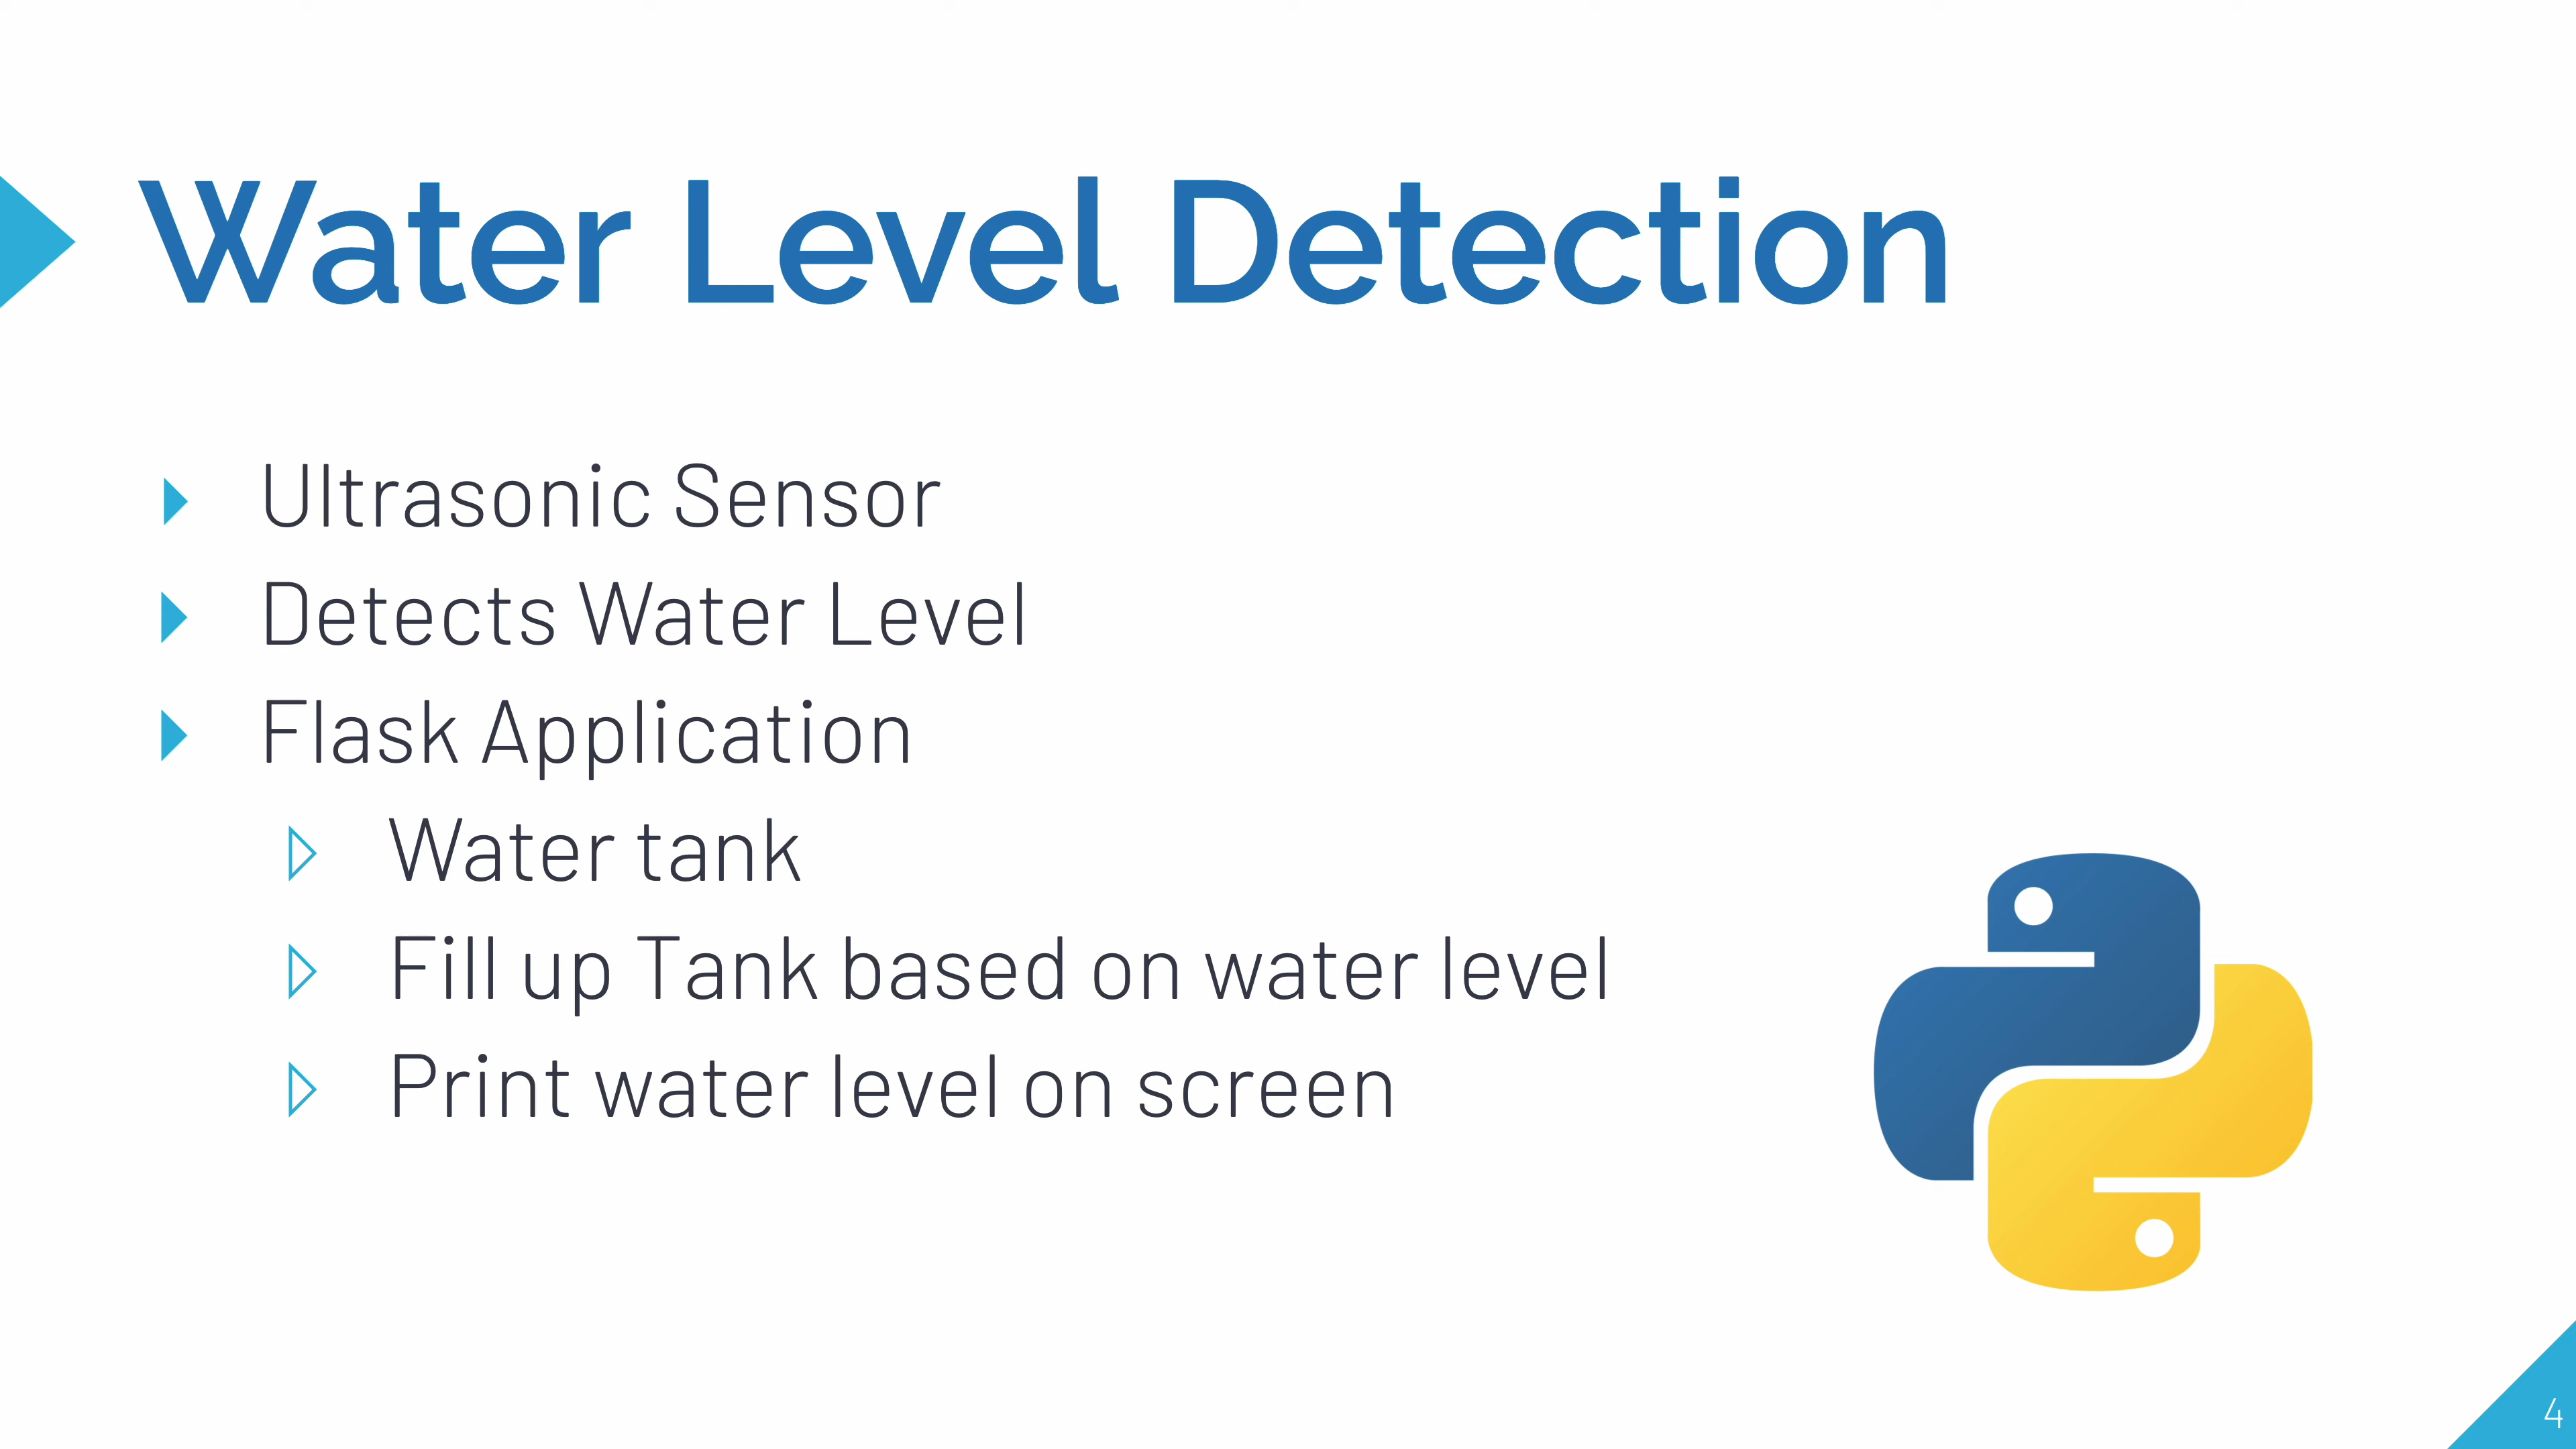 Water Level Detection
Ultrasonic Sensor
Detects Water Level
Flask Application
Water tank
Fill up Tank based on water level
Print water level on screen
4